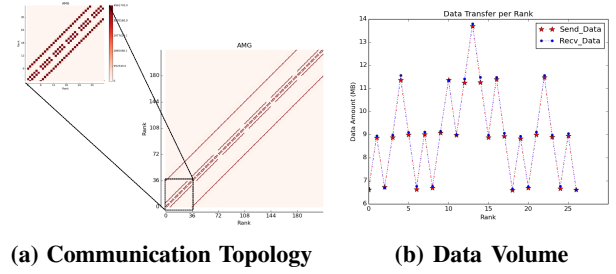 AMG
180
144
108
72
36
0
Rank
0 36 72 108 144 180
Rank
Rank
Rank
(a) Communication Topology
Data Transfer per Rank
Send_Data
Recv_Data
14
13
12
11
10
9
8
7
6
Data Amount (MB)
0 5 10 15 20 25
Rank
(b) Data Volume